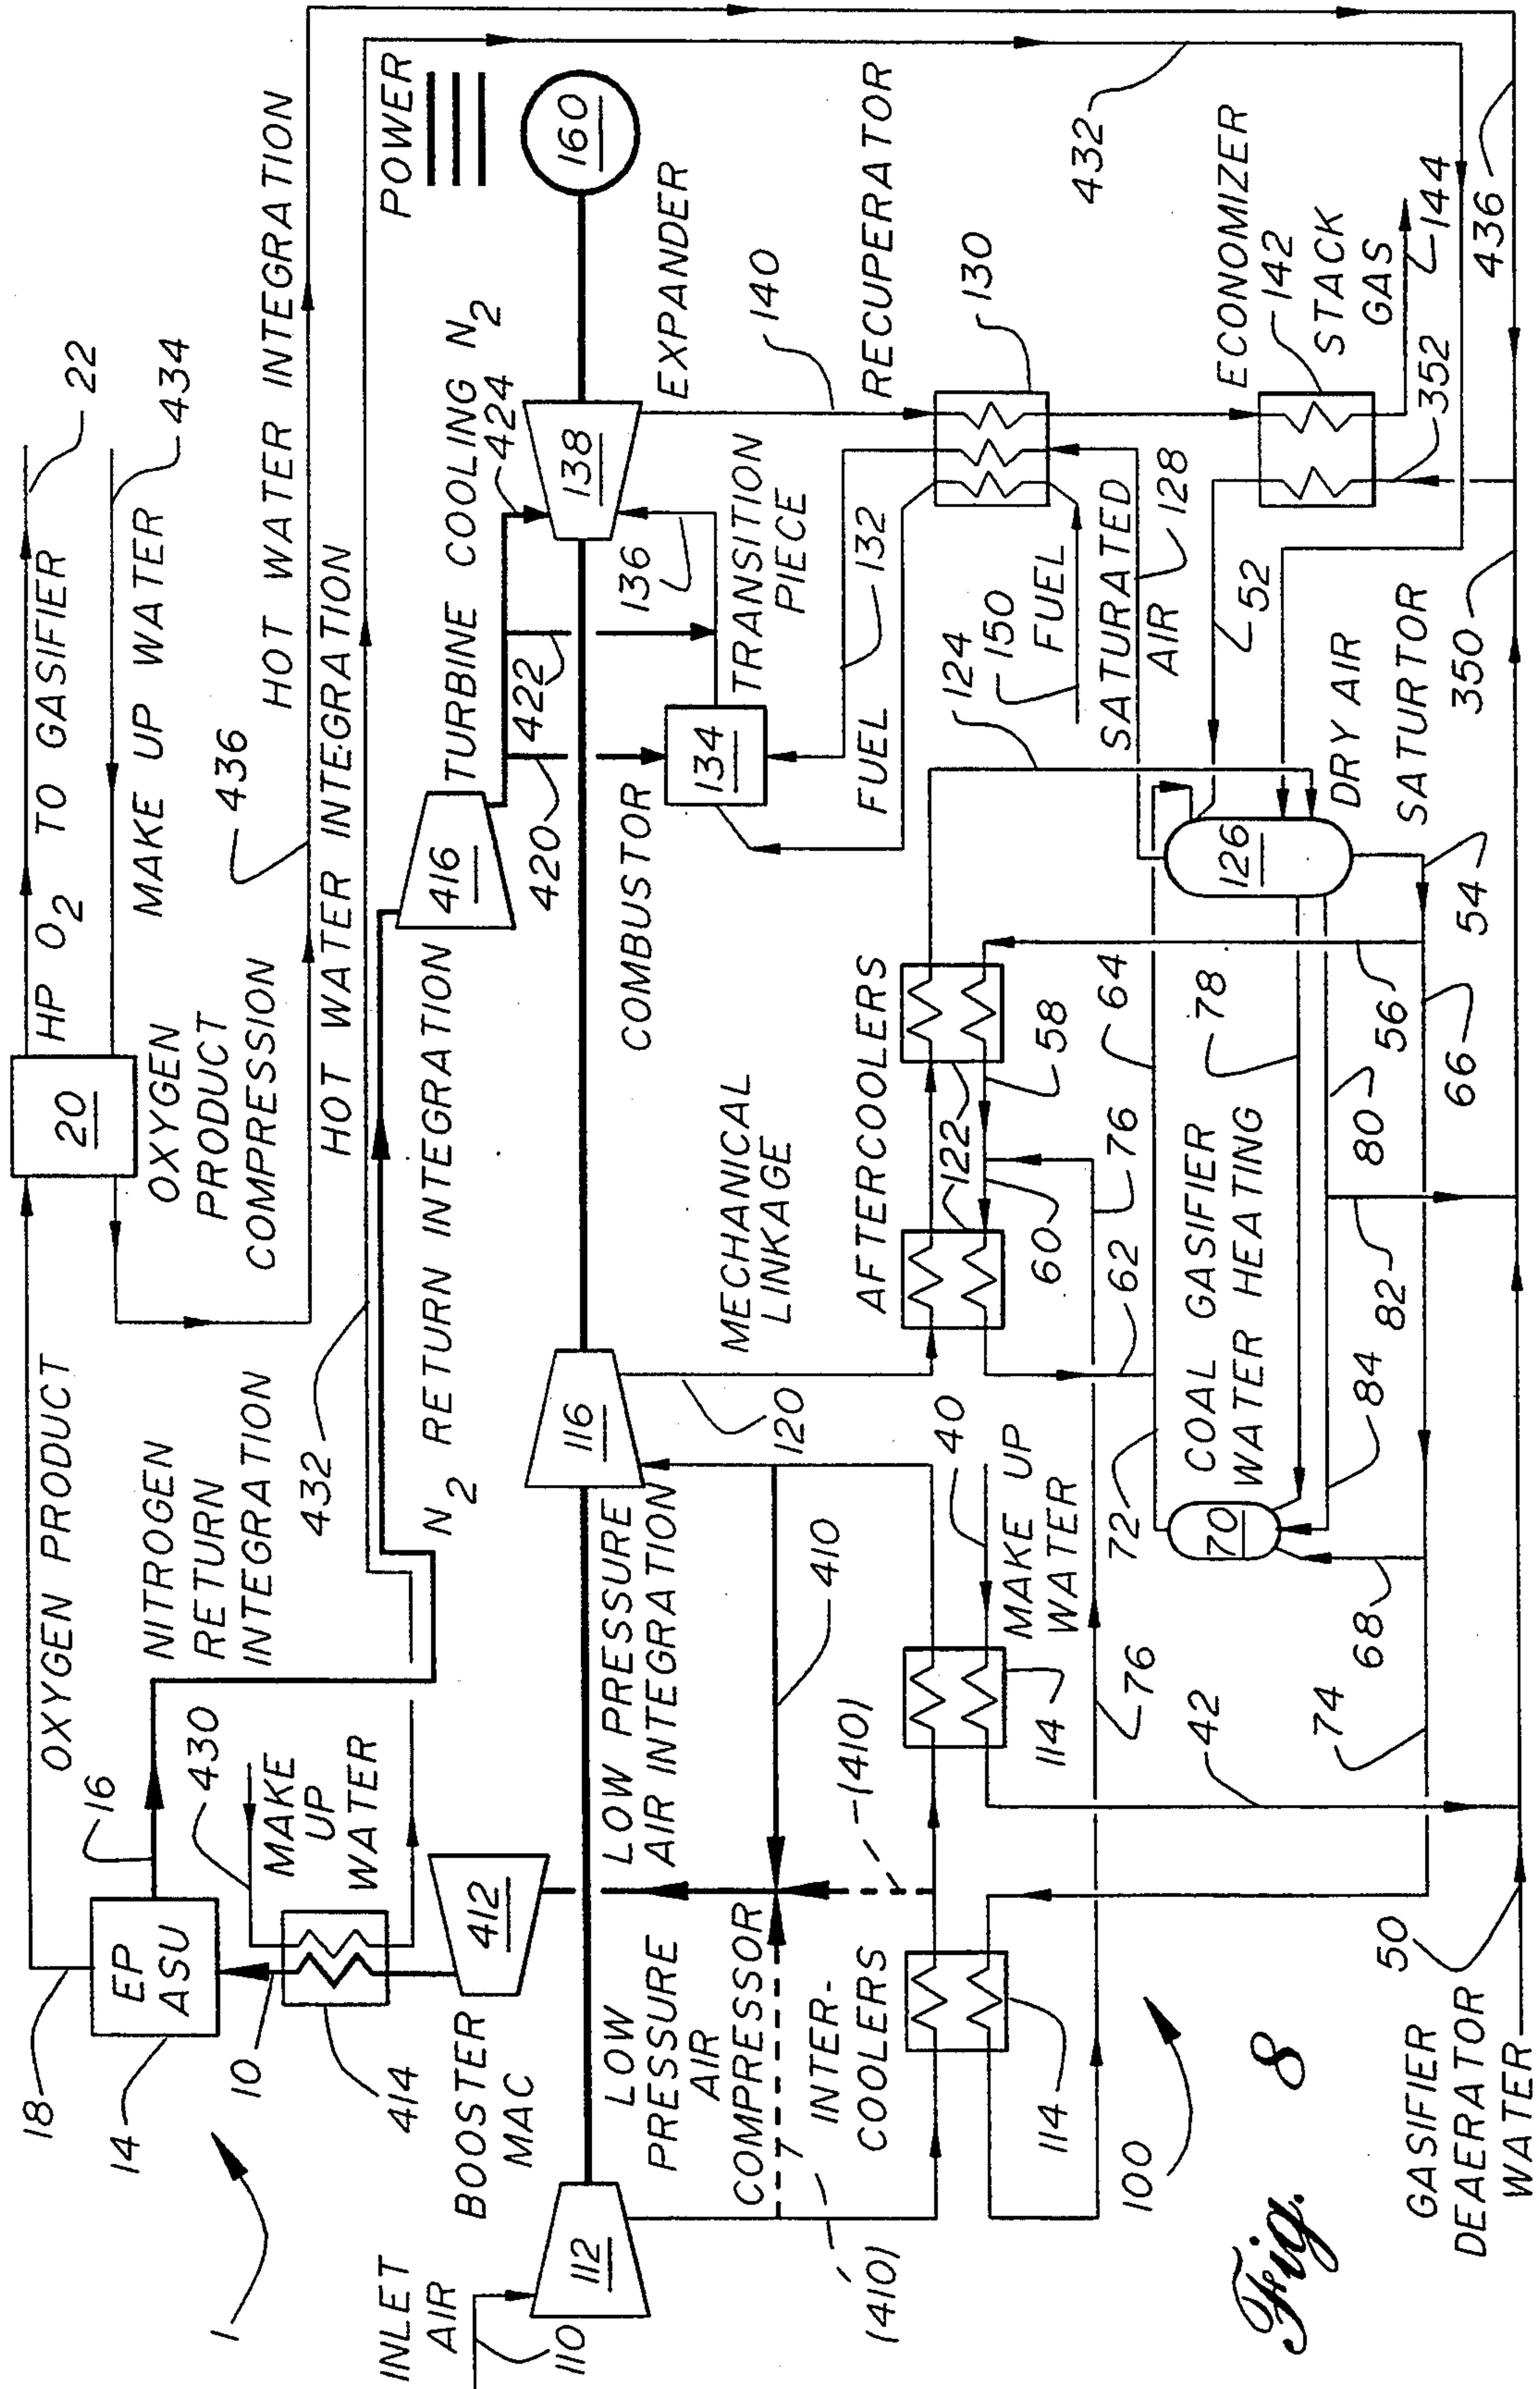 18
OXYGEN PRODUCT
20
HP O2 TO GASIFIER
22
MAKE UP WATER
434
OXYGEN
PRODUCT
COMPRESSION
436
HOT WATER INTEGRATION
HOT WATER INTEGRATION
14
EP
ASU
16
NITROGEN
RETURN
INTEGRATION
432
1
10
430
MAKE
UP
WATER
414
N2 RETURN INTEGRATION
416
TURBINE COOLING N2
424
POWER
BOOSTER
MAC
412
420
422
INLET
AIR
110
112
116
138
160
LOW PRESSURE
AIR INTEGRATION
LOW
PRESSURE
AIR
COMPRESSOR
COMBUSTOR
134
136
TRANSITION
PIECE
EXPANDER
140
MECHANICAL
LINKAGE
120
410
(410)
(410)
INTER-
COOLERS
114
114
40
MAKE UP
WATER
AFTERCOOLERS
122
58
60
62
76
76
64
FUEL
132
124
150
FUEL
RECUPERATOR
130
SATURATED
AIR
128
432
72
COAL GASIFIER
WATER HEATING
70
78
126
52
DRY AIR
SATURTOR
ECONOMIZER
142
STACK
GAS
144
352
436
100
42
74
68
84
82
80
56
66
54
350
50
GASIFIER
DEAERATOR
WATER
Fig. 8